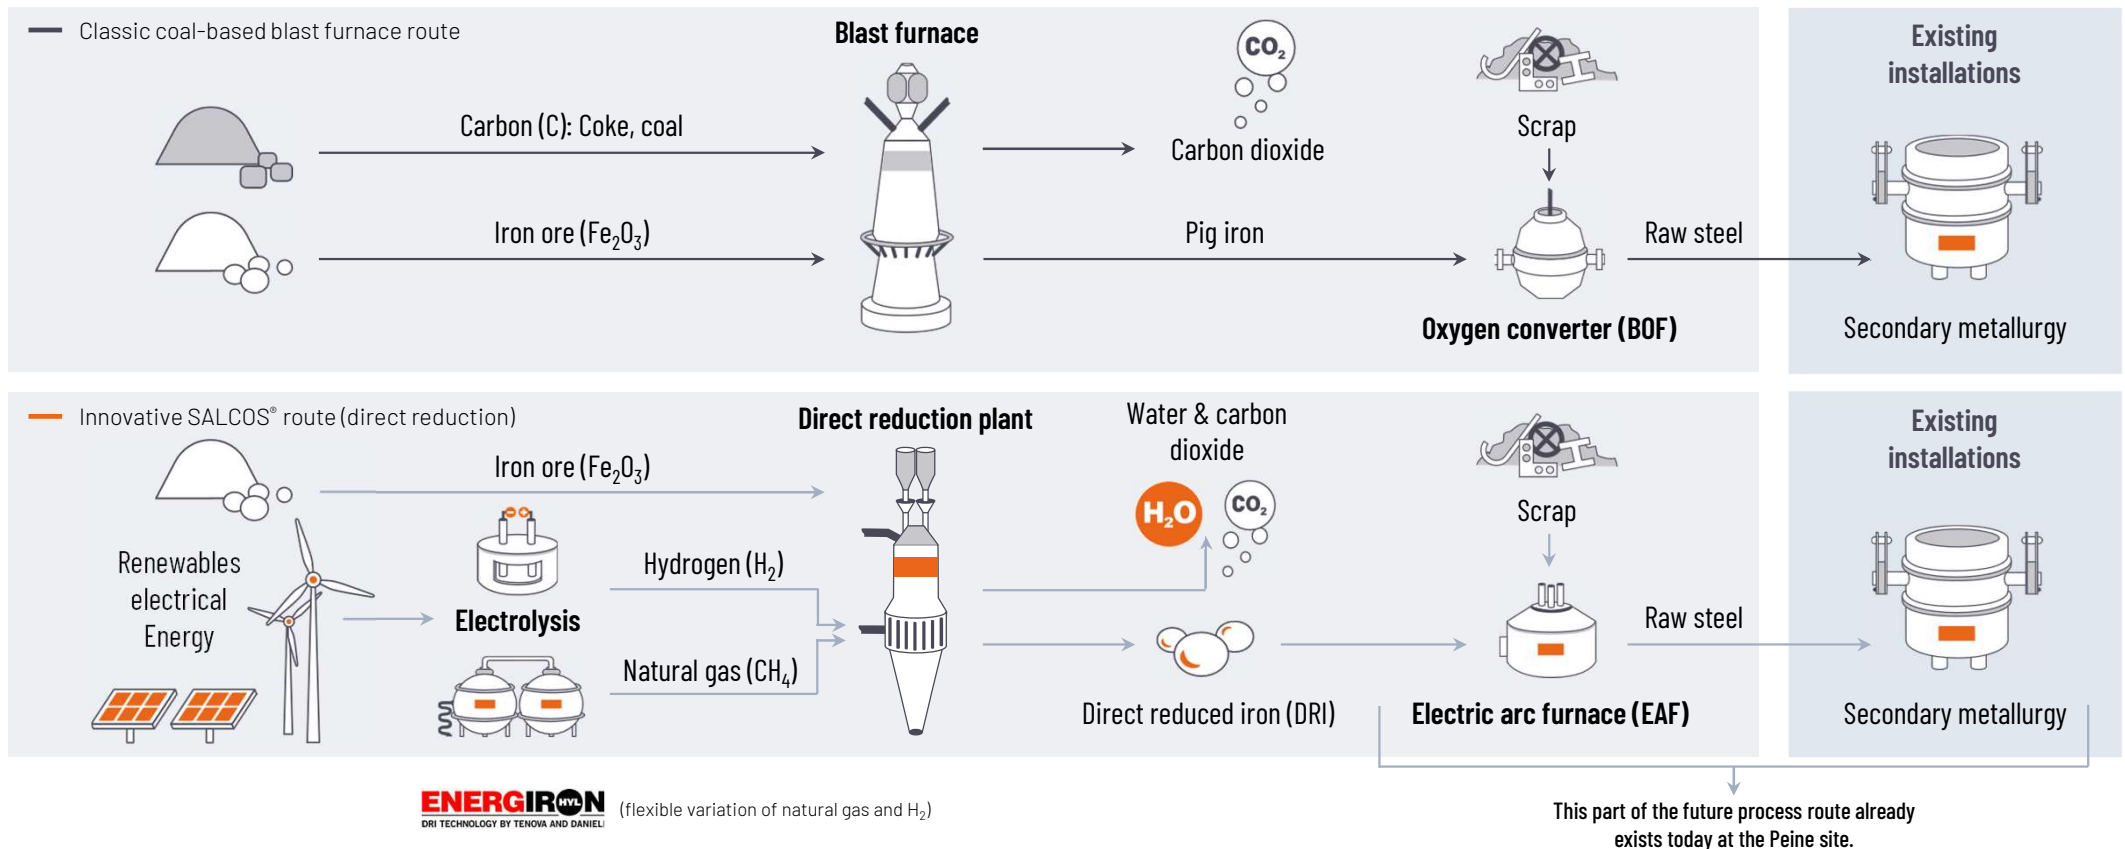 Classic coal-based blast furnace route
Blast furnace
CO₂
Existing
installations
Carbon (C): Coke, coal
Scrap
Carbon dioxide
Iron ore (Fe₂O₃)
Pig iron
Raw steel
Oxygen converter (BOF)
Secondary metallurgy
Innovative SALCOS® route (direct reduction)
Direct reduction plant
Water & carbon
dioxide
Existing
installations
Iron ore (Fe₂O₃)
H₂O
CO₂
Scrap
Renewables
electrical
Energy
Hydrogen (H₂)
Electrolysis
Raw steel
Natural gas (CH₄)
Direct reduced iron (DRI)
Electric arc furnace (EAF)
Secondary metallurgy
ENERGIRON
HYL
DRI TECHNOLOGY BY TENOVA AND DANIELI
(flexible variation of natural gas and H₂)
This part of the future process route already
exists today at the Peine site.